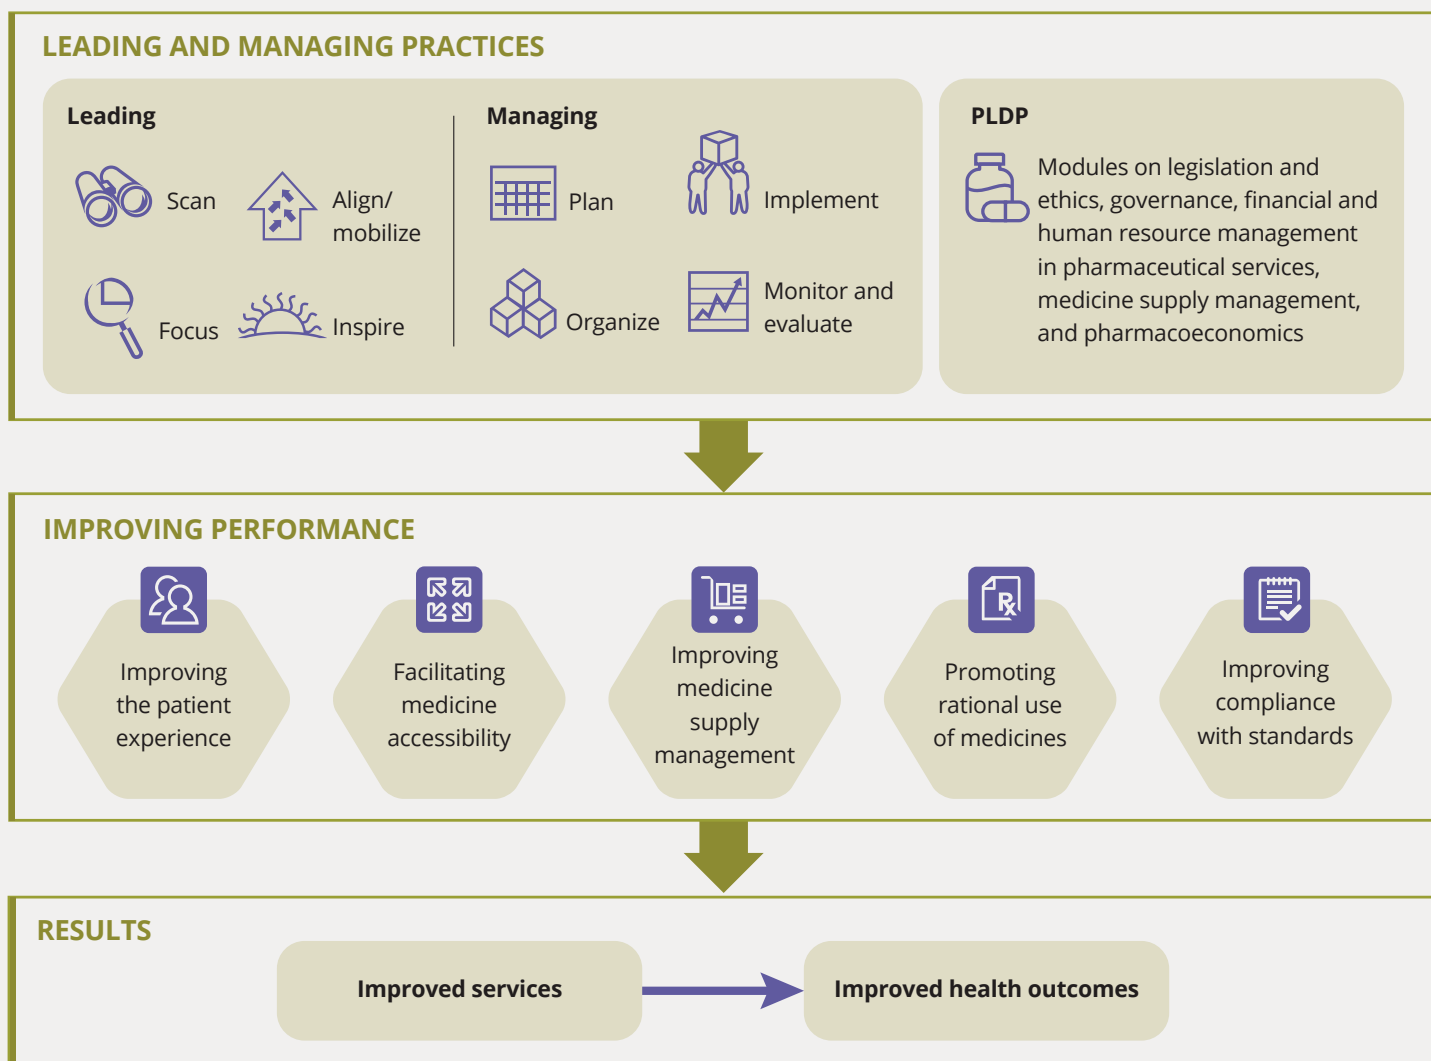 LEADING AND MANAGING PRACTICES
Leading
Scan
Align/
mobilize
Focus
Inspire
Managing
Plan
Implement
Organize
Monitor and
evaluate
PLDP
Modules on legislation and
ethics, governance, financial and
human resource management
in pharmaceutical services,
medicine supply management,
and pharmacoeconomics
IMPROVING PERFORMANCE
Improving
the patient
experience
Facilitating
medicine
accessibility
Improving
medicine
supply
management
Rx
Promoting
rational use
of medicines
Improving
compliance
with standards
RESULTS
Improved services
Improved health outcomes